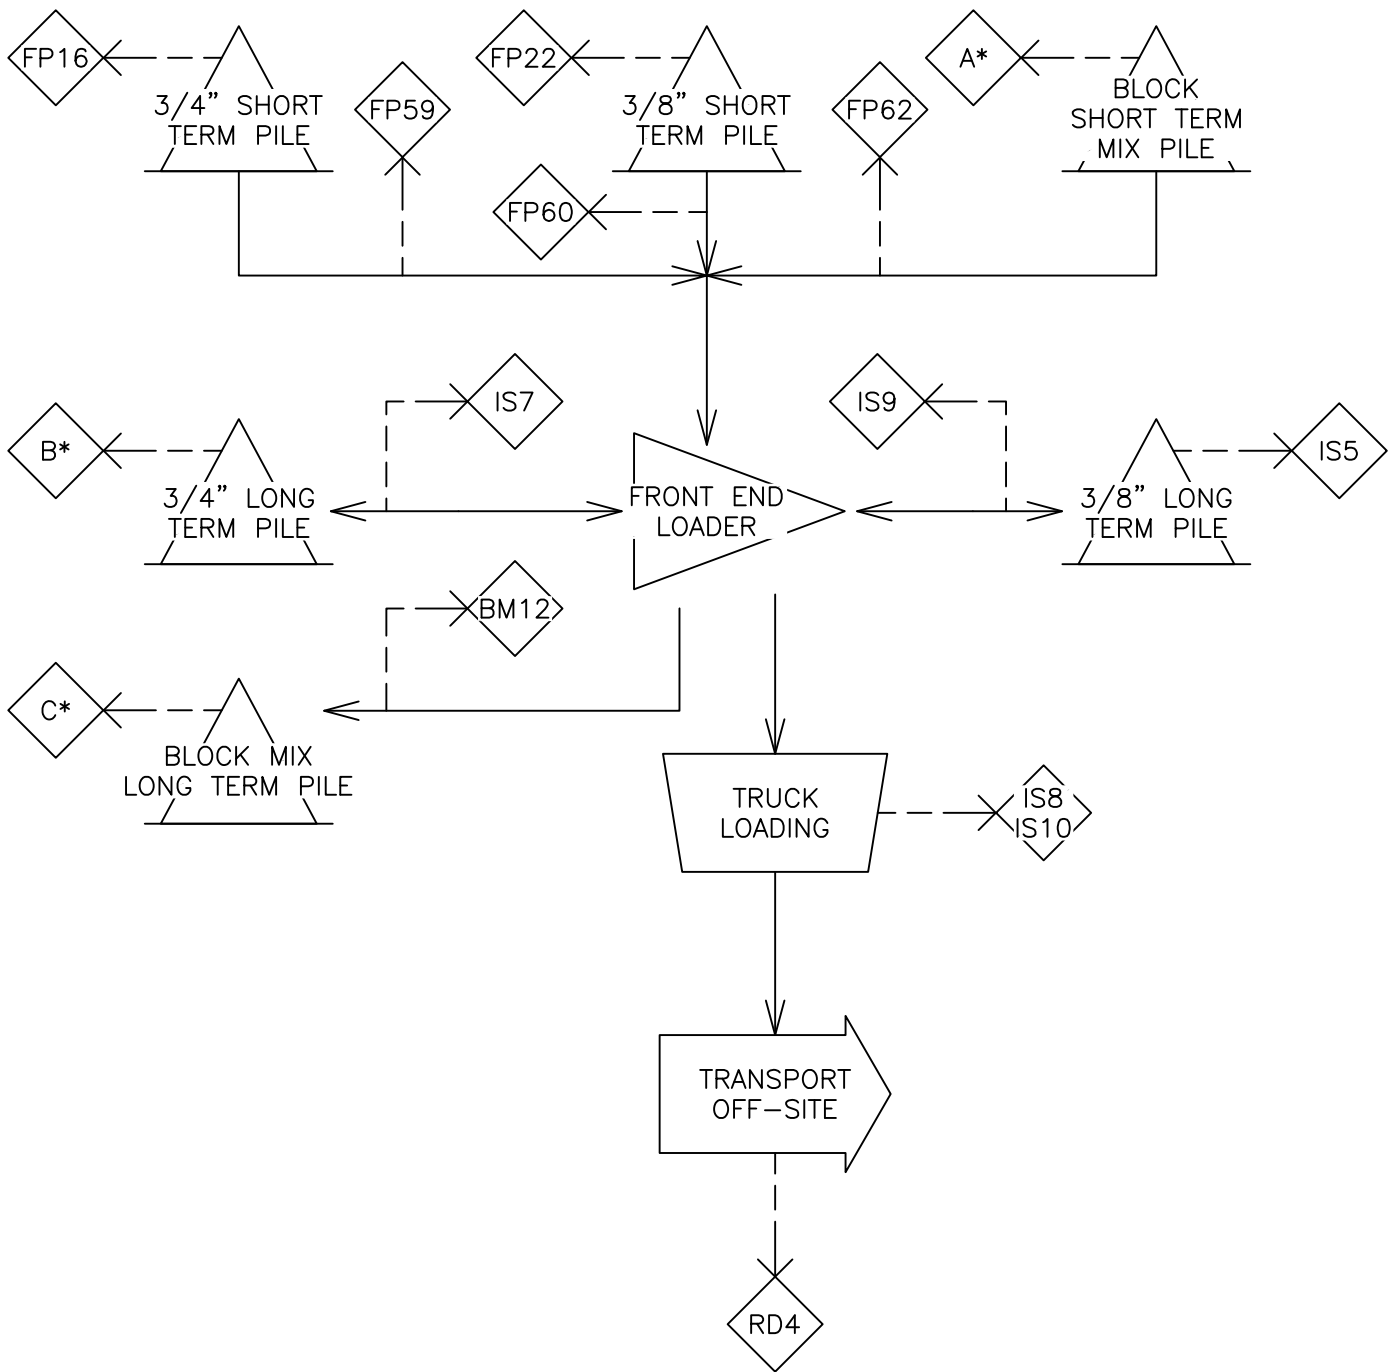 FP16
3/4” SHORT
TERM PILE
FP59
FP22
3/8” SHORT
TERM PILE
FP60
FP62
A*
BLOCK
SHORT TERM
MIX PILE
B*
3/4” LONG
TERM PILE
IS7
FRONT END
LOADER
IS9
3/8” LONG
TERM PILE
IS5
BM12
C*
BLOCK MIX
LONG TERM PILE
TRUCK
LOADING
IS8
IS10
TRANSPORT
OFF-SITE
RD4